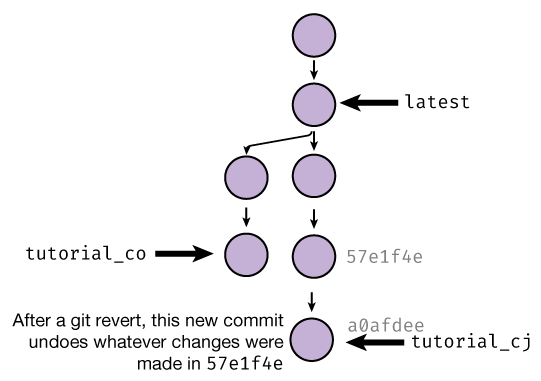 latest
tutorial_co
57e1f4e
After a git revert, this new commit
undoes whatever changes were
made in 57e1f4e
a0afdee
tutorial_cj